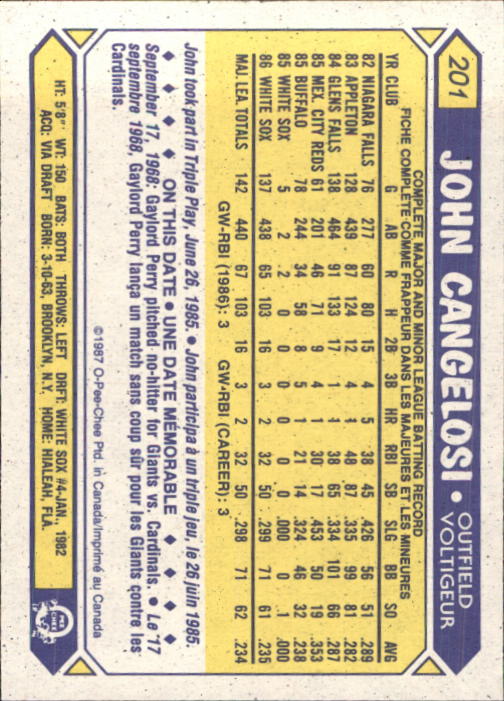 201
JOHN CANGELOSI • OUTFIELD
VOLTIGEUR
COMPLETE MAJOR AND MINOR LEAGUE BATTING RECORD
FICHE COMPLÈTE COMME FRAPPEUR DANS LES MAJEURES ET LES MINEURES
YR CLUB G AB R H 2B 3B HR RBI SB SLG BB SO AVG
82 NIAGARA FALLS 76 277 60 80 15 4 5 38 45 .426 56 51 .289
83 APPLETON 128 439 87 124 12 4 1 48 87 .335 99 81 .282
84 GLENS FALLS 138 464 91 133 17 1 1 38 65 .334 101 66 .287
85 MEX. CITY REDS 61 201 46 71 9 4 1 30 17 .453 50 19 .353
85 BUFFALO 78 244 34 58 8 5 1 21 14 .324 46 32 .238
85 WHITE SOX 5 2 2 0 0 0 0 0 0 .000 0 1 .000
86 WHITE SOX 137 438 65 103 16 3 2 32 50 .299 71 61 .235
MAJ. LEA. TOTALS 142 440 67 103 16 3 2 32 50 .298 71 62 .234
GW-RBI (1986): 3 GW-RBI (CAREER): 3
John took part in Triple Play, June 26, 1985. • John participa à un triple jeu, le 26 juin 1985.
♦ ♦ ♦ ♦ ON THIS DATE • UNE DATE MÉMORABLE ♦ ♦ ♦ ♦
September 17, 1968: Gaylord Perry pitched no-hitter for Giants vs. Cardinals. • Le 17
septembre 1968, Gaylord Perry lança un match sans coup sûr pour les Giants contre les
Cardinals.
©1987 O-Pee-Chee Ptd. in Canada/Imprimé au Canada
HT: 5'8" WT: 150 BATS: BOTH THROWS: LEFT DRFT: WHITE SOX #4-JAN., 1982
ACQ: VIA DRAFT BORN: 3-10-63, BROOKLYN, N.Y. HOME: HIALEAH, FLA.
O
PEE
CHEE